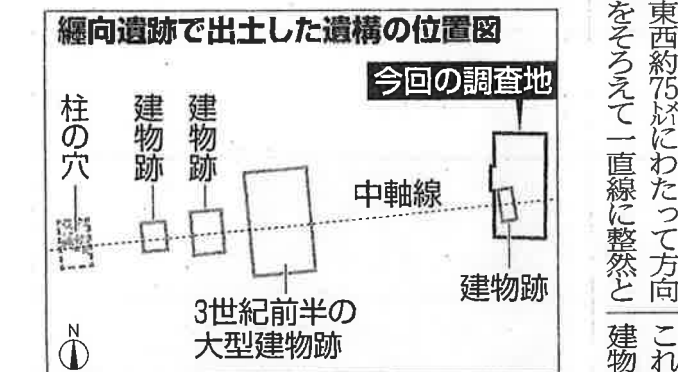 纒向遺跡で出土した遺構の位置図
今回の調査地
柱の穴
建物跡
建物跡
中軸線
建物跡
3世紀前半の
大型建物跡
N
東西約75㍍にわたって方向
をそろえて一直線に整然と
これ
建物